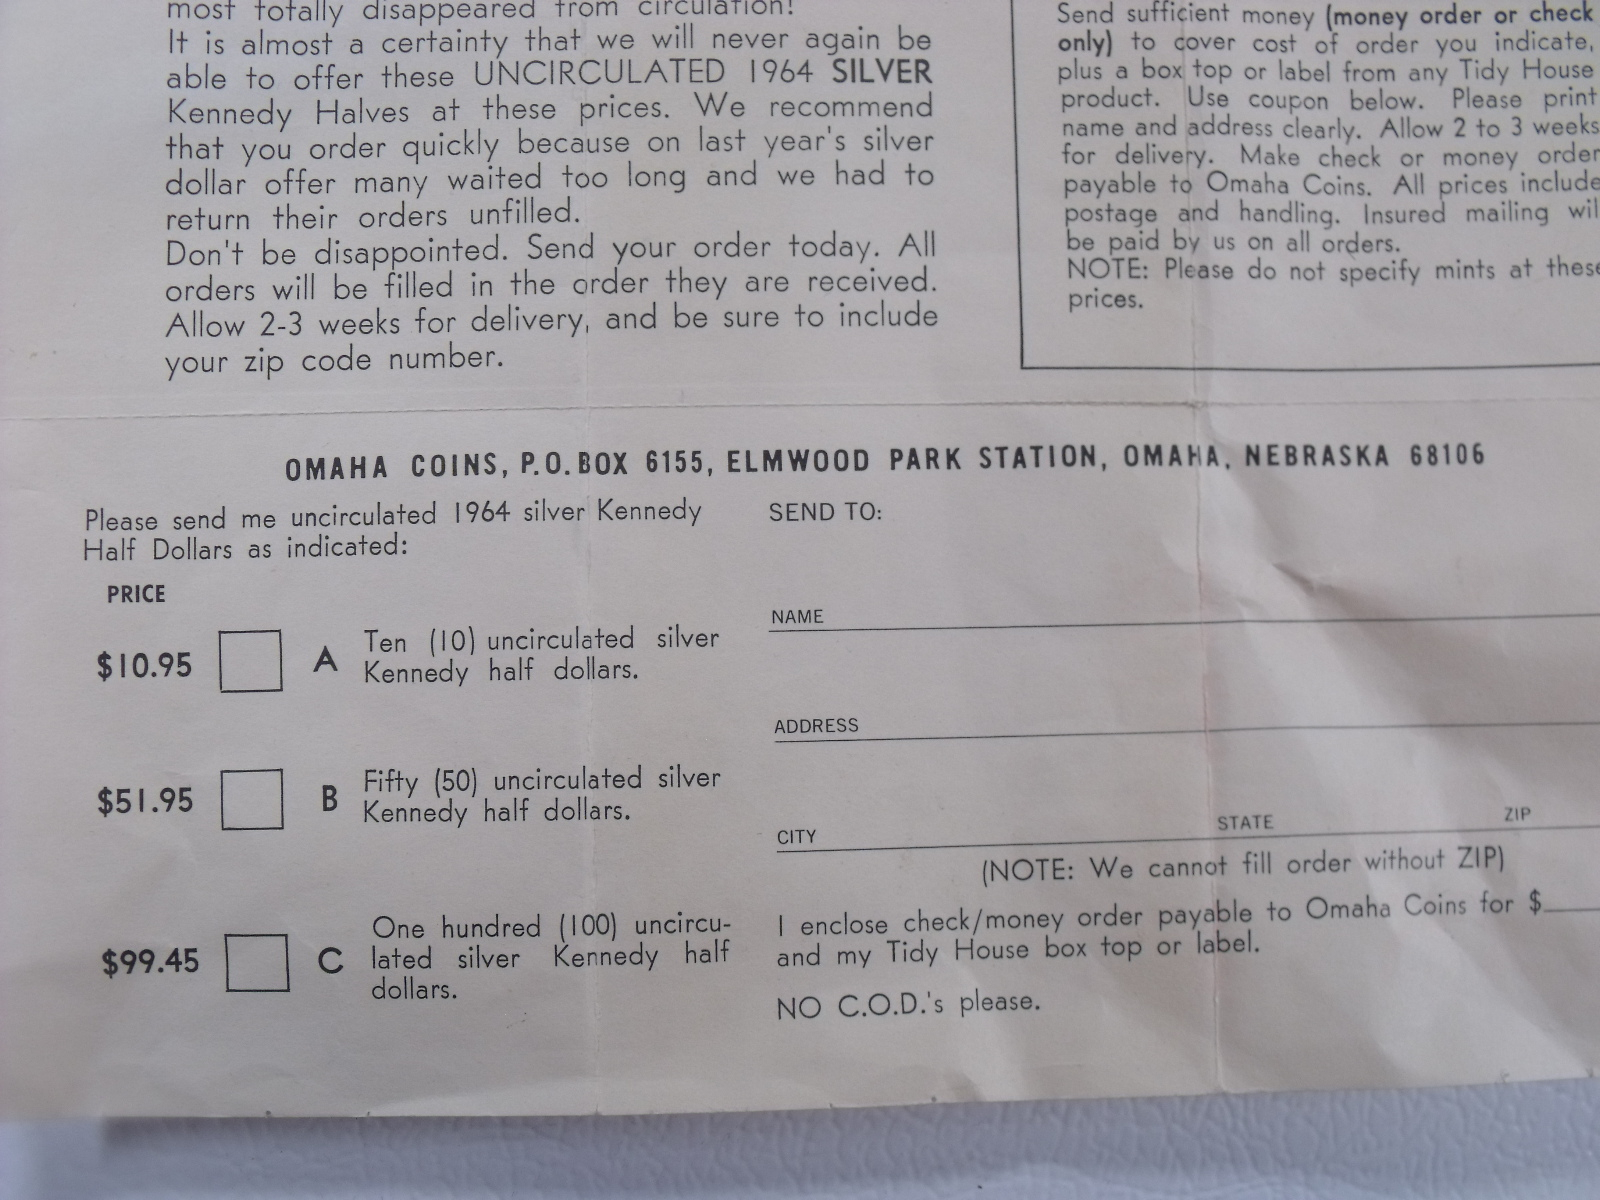 most totally disappeared from circulation!
It is almost a certainty that we will never again be
able to offer these UNCIRCULATED 1964 SILVER
Kennedy Halves at these prices. We recommend
that you order quickly because on last year's silver
dollar offer many waited too long and we had to
return their orders unfilled.
Don't be disappointed. Send your order today. All
orders will be filled in the order they are received.
Allow 2-3 weeks for delivery, and be sure to include
your zip code number.
Send sufficient money (money order or check
only) to cover cost of order you indicate,
plus a box top or label from any Tidy House
product. Use coupon below. Please print
name and address clearly. Allow 2 to 3 weeks
for delivery. Make check or money order
payable to Omaha Coins. All prices include
postage and handling. Insured mailing wil
be paid by us on all orders.
NOTE: Please do not specify mints at these
prices.
OMAHA COINS, P.O. BOX 6155, ELMWOOD PARK STATION, OMAHA, NEBRASKA 68106
Please send me uncirculated 1964 silver Kennedy
Half Dollars as indicated:
PRICE
$10.95 A Ten (10) uncirculated silver
Kennedy half dollars.
$51.95 B Fifty (50) uncirculated silver
Kennedy half dollars.
$99.45 C One hundred (100) uncircu-
lated silver Kennedy half
dollars.
SEND TO:
NAME
ADDRESS
CITY STATE ZIP
(NOTE: We cannot fill order without ZIP)
I enclose check/money order payable to Omaha Coins for $
and my Tidy House box top or label.
NO C.O.D.'s please.